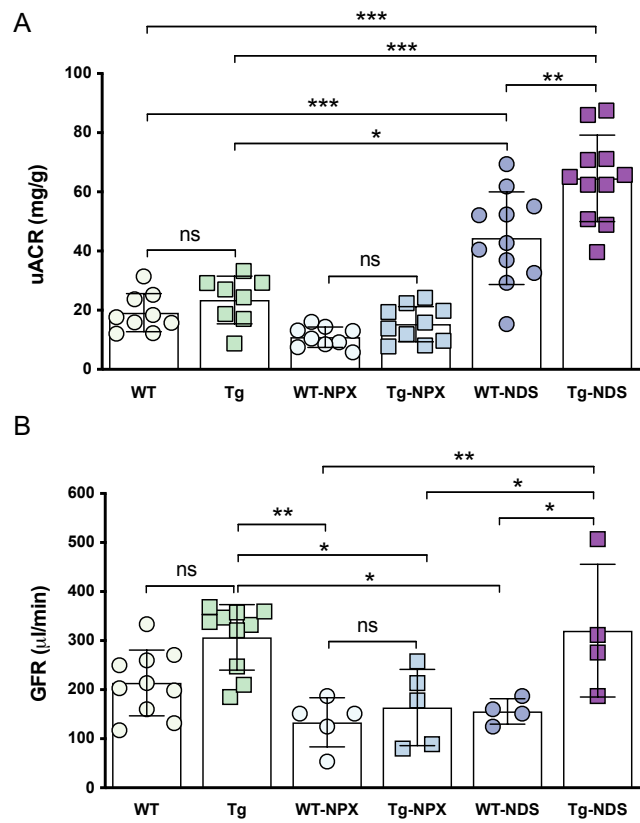 A
***
***
**
***
*
ns
ns
uACR (mg/g)
100
80
60
40
20
0
WT Tg WT-NPX Tg-NPX WT-NDS Tg-NDS
B
**
*
*
**
*
*
ns
ns
GFR (µl/min)
600
500
400
300
200
100
0
WT Tg WT-NPX Tg-NPX WT-NDS Tg-NDS